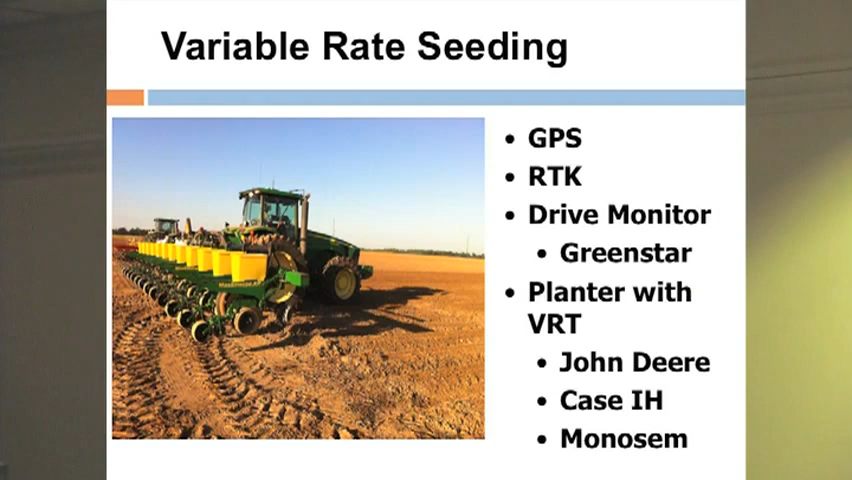 Variable Rate Seeding
• GPS
• RTK
• Drive Monitor
• Greenstar
• Planter with
VRT
• John Deere
• Case IH
• Monosem